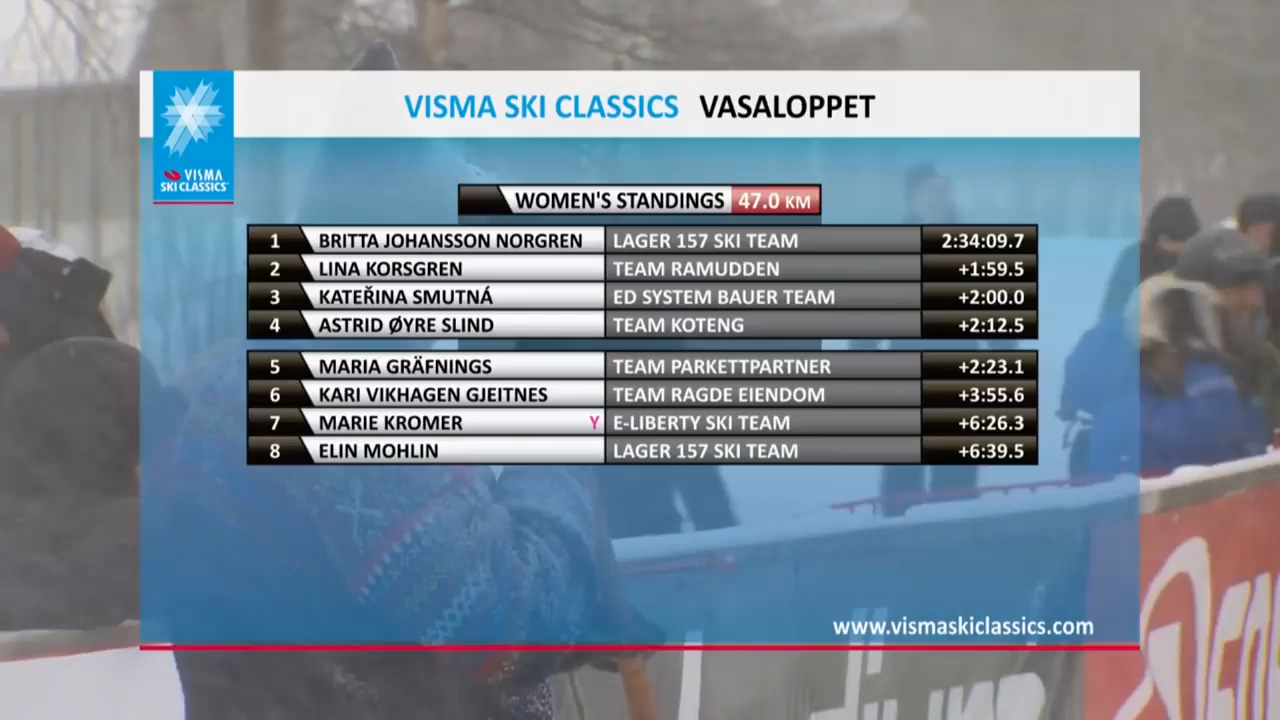 VISMA SKI CLASSICS VASALOPPET
VISMA
SKI CLASSICS
WOMEN'S STANDINGS 47.0 KM
1 BRITTA JOHANSSON NORGREN LAGER 157 SKI TEAM 2:34:09.7
2 LINA KORSGREN TEAM RAMUDDEN +1:59.5
3 KATEŘINA SMUTNÁ ED SYSTEM BAUER TEAM +2:00.0
4 ASTRID ØYRE SLIND TEAM KOTENG +2:12.5
5 MARIA GRÄFNINGS TEAM PARKETTPARTNER +2:23.1
6 KARI VIKHAGEN GJEITNES TEAM RAGDE EIENDOM +3:55.6
7 MARIE KROMER Y E-LIBERTY SKI TEAM +6:26.3
8 ELIN MOHLIN LAGER 157 SKI TEAM +6:39.5
www.vismaskiclassics.com